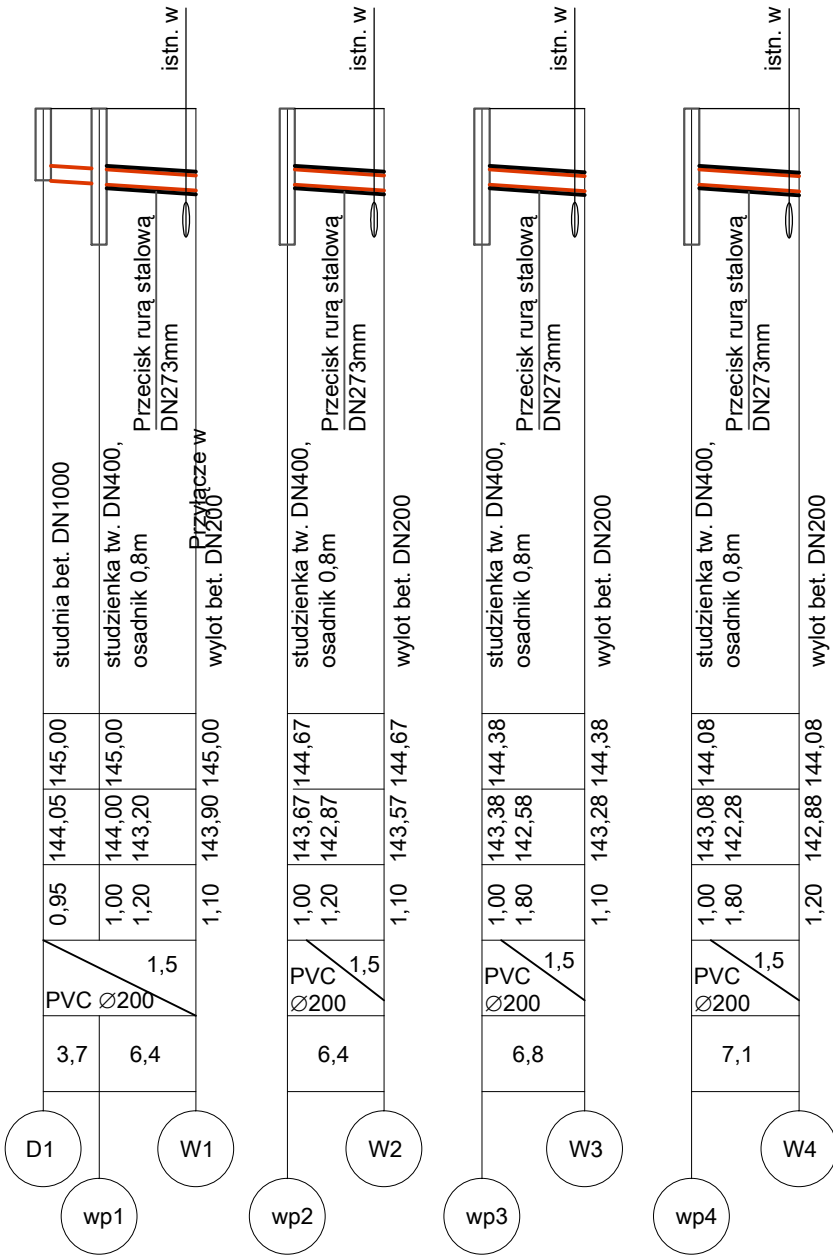 istn. w
istn. w
istn. w
istn. w
studnia bet. DN1000
studzienka tw. DN400,
osadnik 0,8m
Przecisk rurą stalową
DN273mm
Przyłącze w
wylot bet. DN200
studzienka tw. DN400,
osadnik 0,8m
Przecisk rurą stalową
DN273mm
wylot bet. DN200
studzienka tw. DN400,
osadnik 0,8m
Przecisk rurą stalową
DN273mm
wylot bet. DN200
studzienka tw. DN400,
osadnik 0,8m
Przecisk rurą stalową
DN273mm
wylot bet. DN200
145,00
145,00
145,00
144,67
144,67
144,38
144,38
144,08
144,08
144,05
144,00
143,20
143,90
143,67
142,87
143,57
143,38
142,58
143,28
143,08
142,28
142,88
0,95
1,00
1,20
1,10
1,00
1,20
1,10
1,00
1,80
1,10
1,00
1,80
1,20
1,5
PVC Ø200
1,5
PVC
Ø200
1,5
PVC
Ø200
1,5
PVC
Ø200
3,7
6,4
6,4
6,8
7,1
D1
W1
W2
W3
W4
wp1
wp2
wp3
wp4